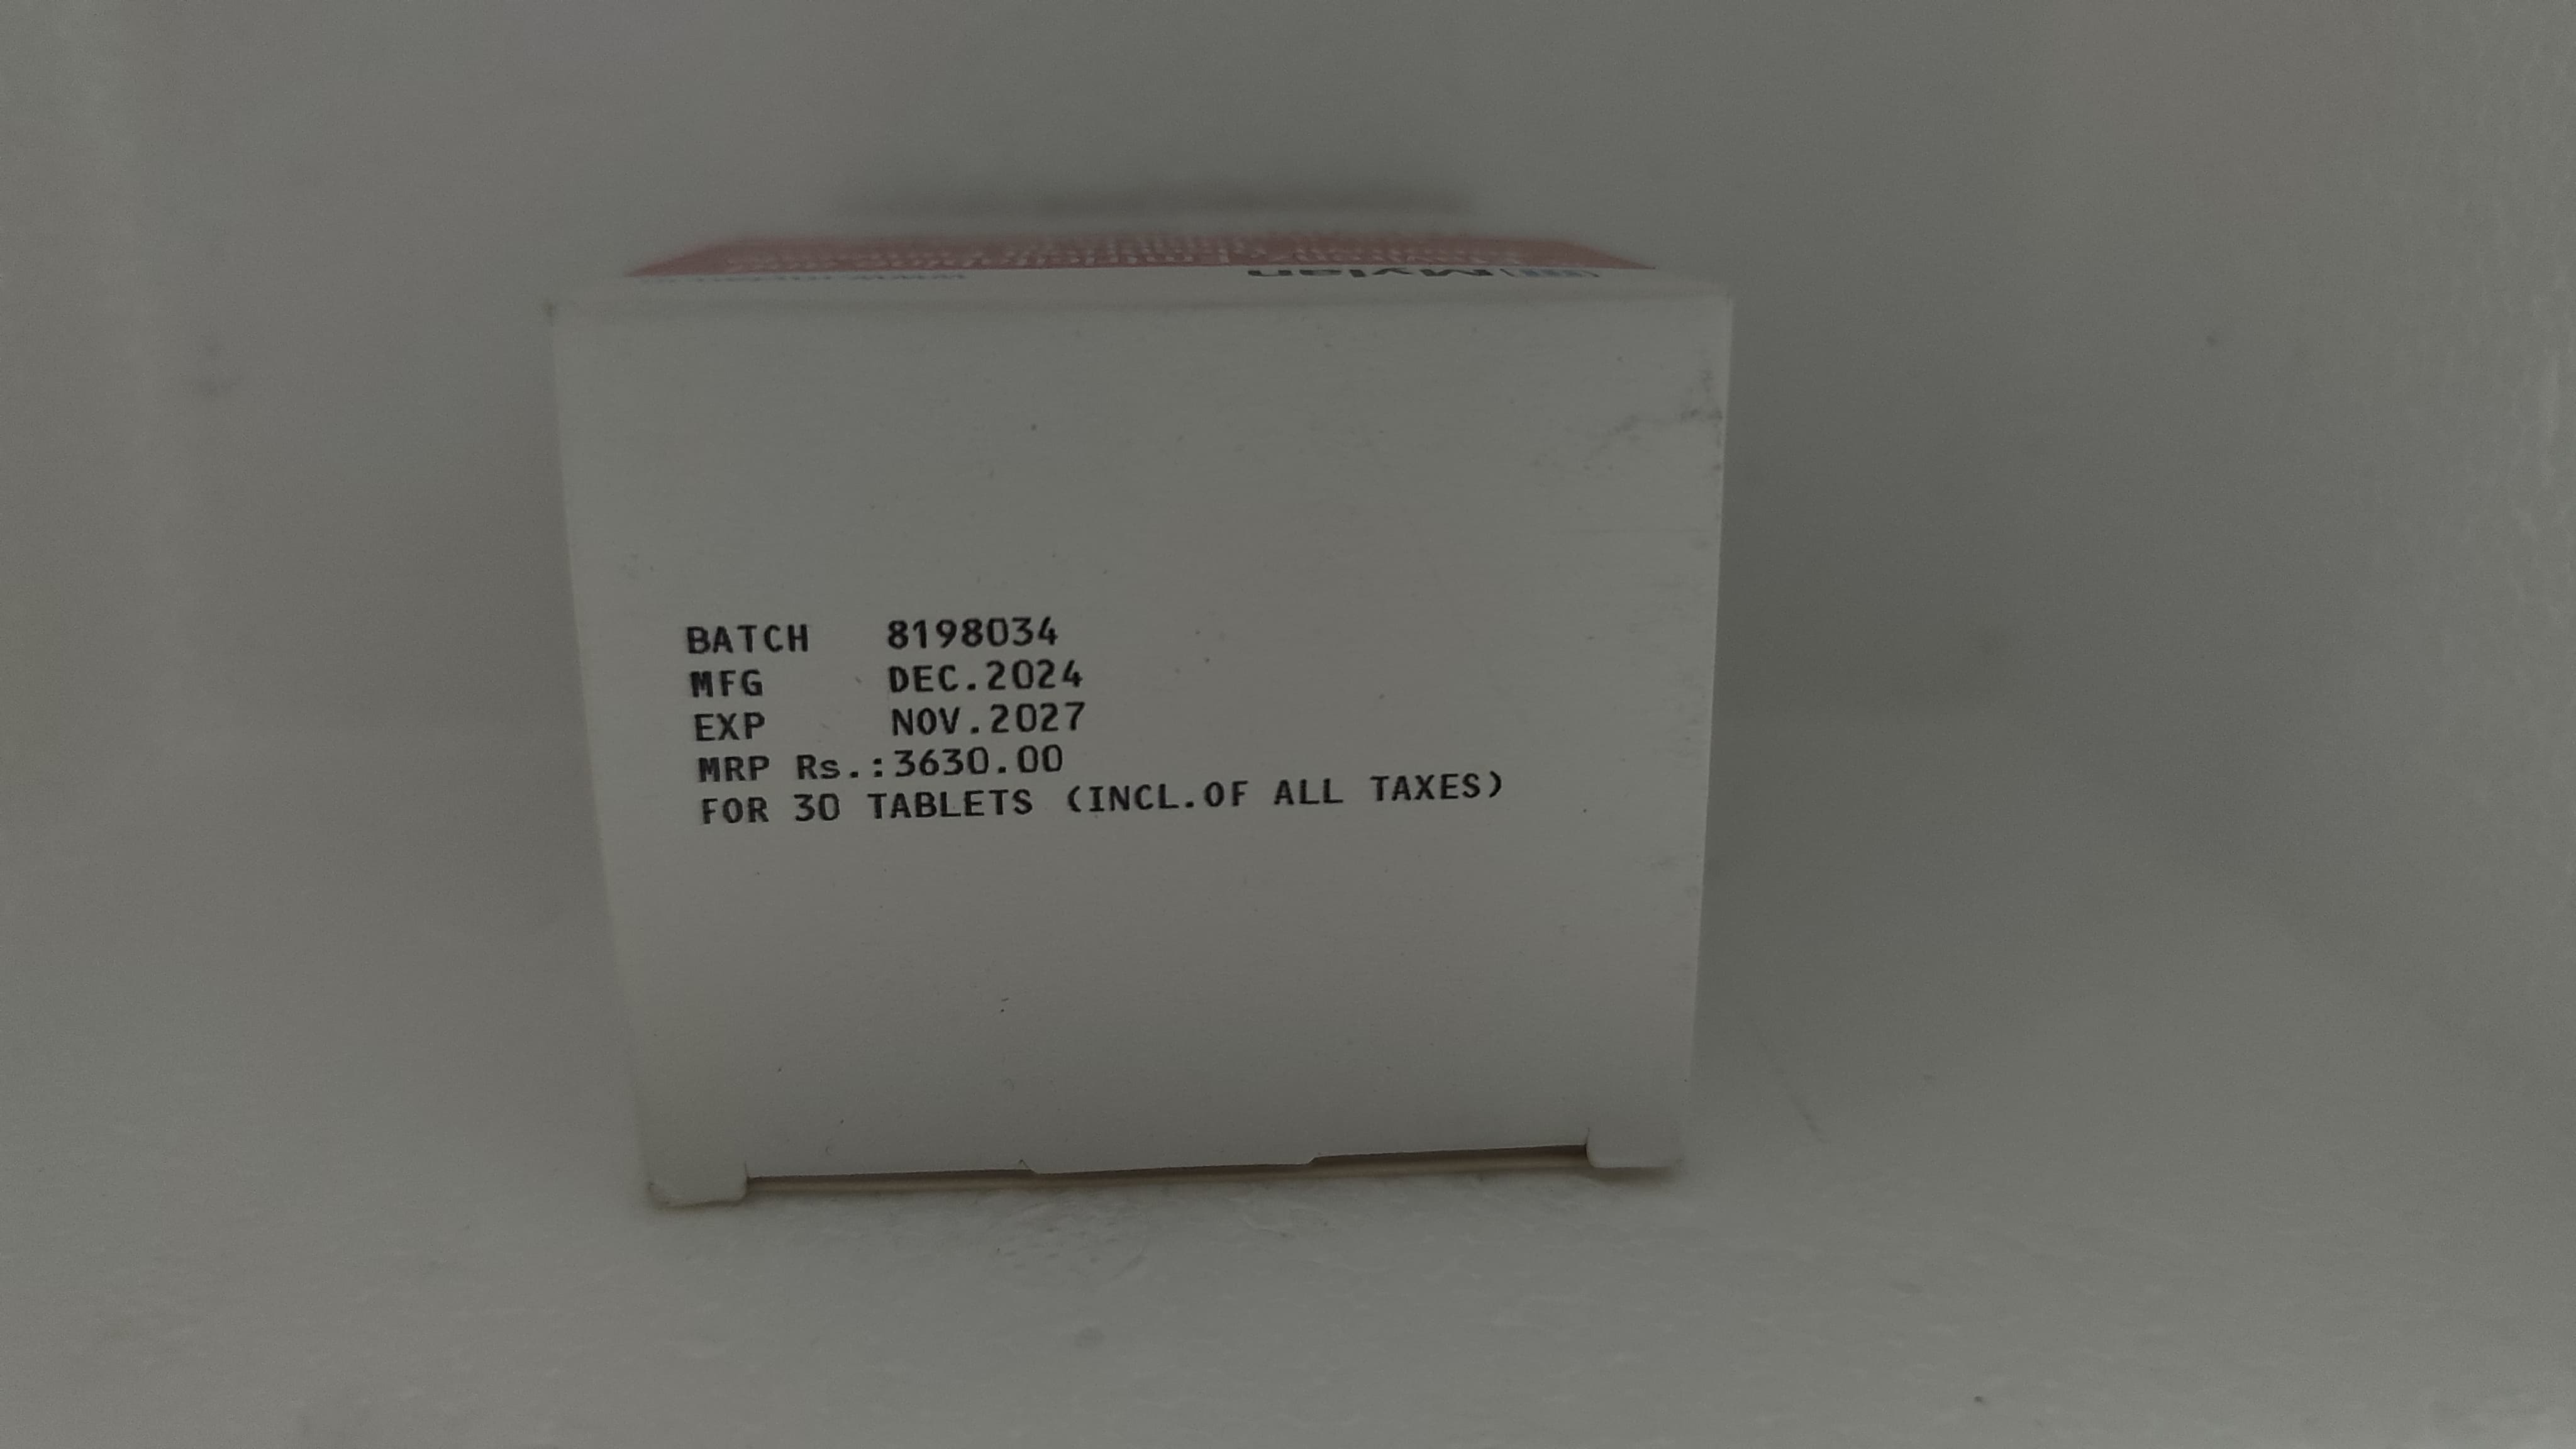 Mylan
BATCH 8198034
MFG DEC.2024
EXP NOV.2027
MRP Rs.:3630.00
FOR 30 TABLETS (INCL.OF ALL TAXES)